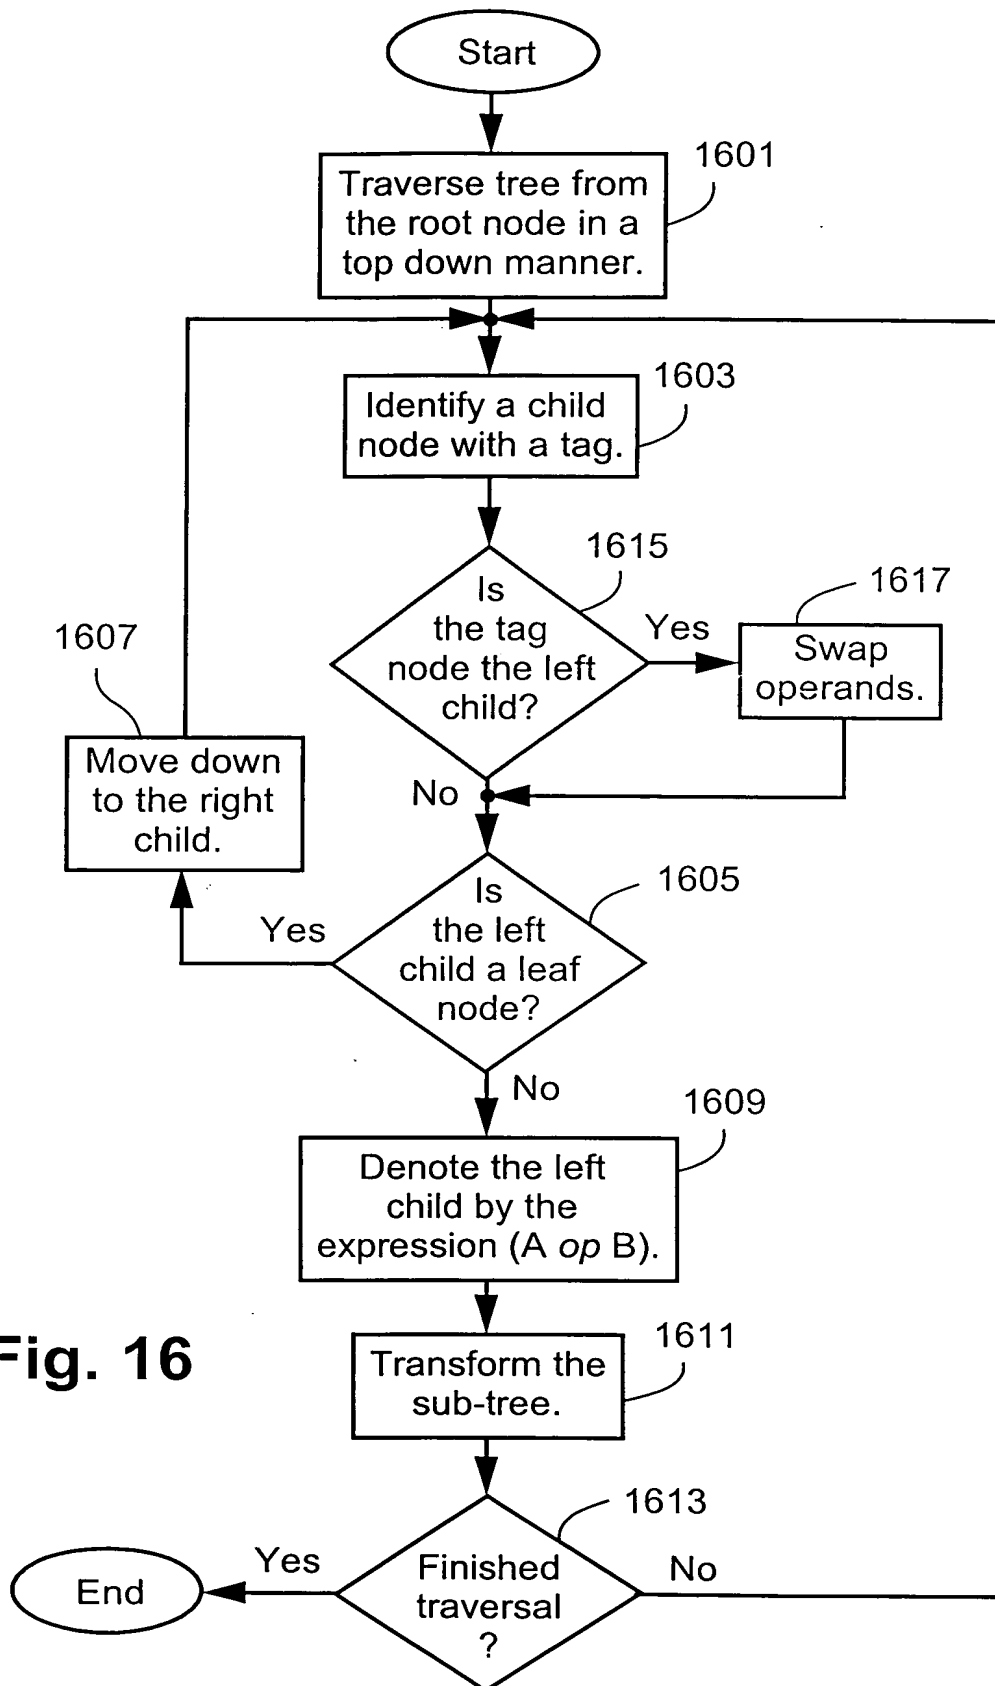 Start
1601
Traverse tree from
the root node in a
top down manner.
1603
Identify a child
node with a tag.
1615
Is
the tag
node the left
child?
Yes
1617
Swap
operands.
1607
Move down
to the right
child.
No
1605
Is
the left
child a leaf
node?
Yes
No
1609
Denote the left
child by the
expression (A op B).
1611
Transform the
sub-tree.
Fig. 16
1613
Finished
traversal
?
Yes
No
End